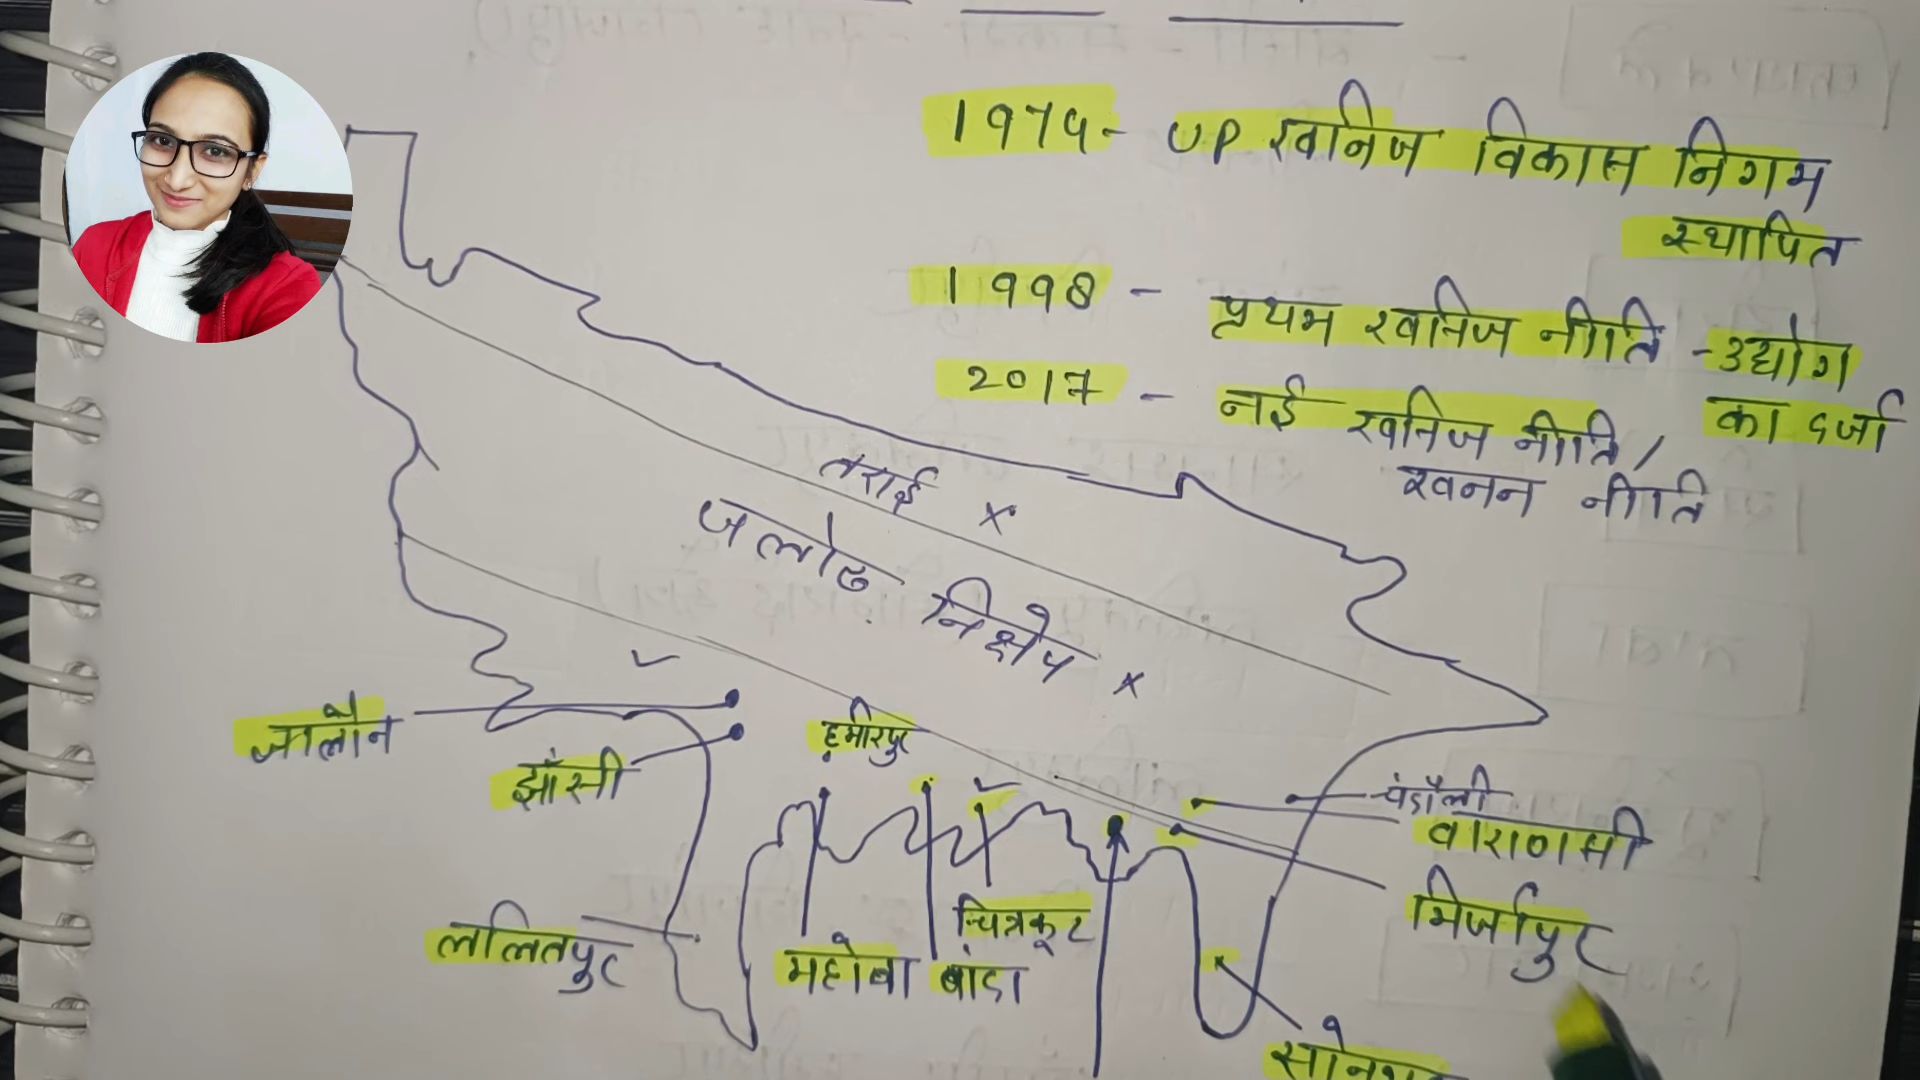 1974- UP खनिज विकास निगम
स्थापित
1998 - प्रथम खनिज नीति - उद्योग
का दर्जा
2017 - नई खनिज नीति /
खनन नीति
तराई ×
जलोढ़ निक्षेप ×
जालौन
झाँसी
हमीरपुर
चंदौली
वाराणसी
मिर्जापुर
ललितपुर
महोबा
बांदा
चित्रकूट